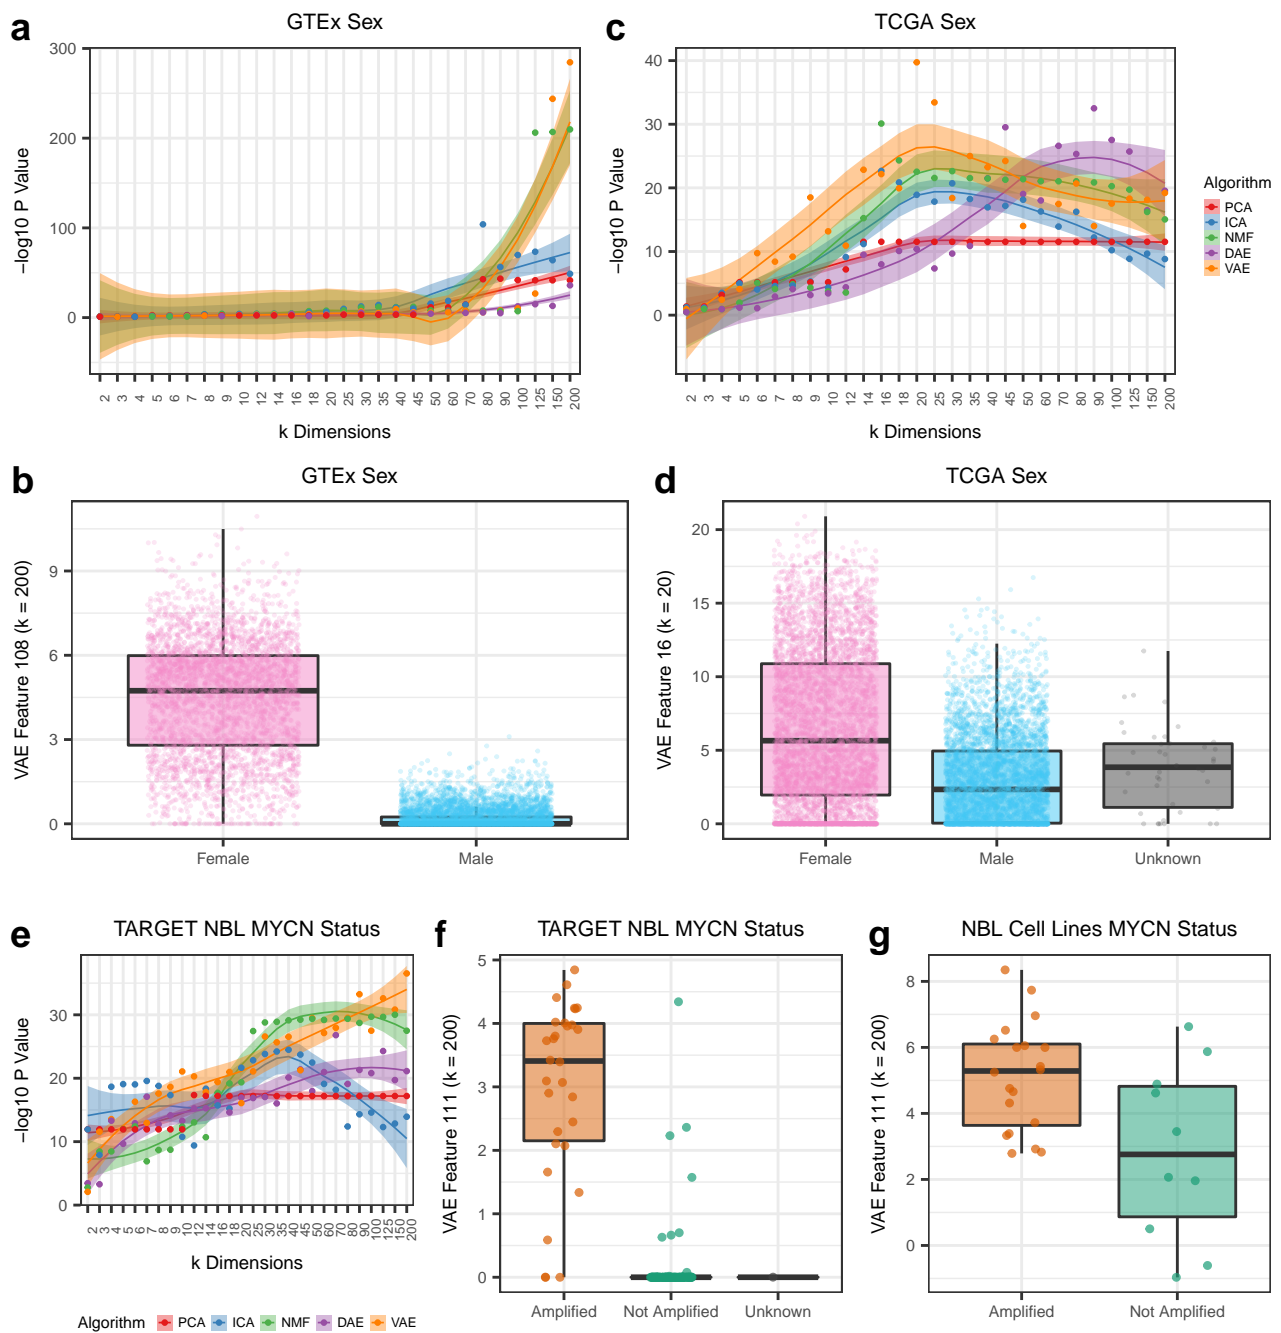 a
GTEx Sex
300
200
100
0
−log10 P Value
2 3 4 5 6 7 8 9 10 12 14 16 18 20 25 30 35 40 45 50 60 70 80 90 100 125 150 200
k Dimensions
c
TCGA Sex
40
30
20
10
0
−log10 P Value
2 3 4 5 6 7 8 9 10 12 14 16 18 20 25 30 35 40 45 50 60 70 80 90 100 125 150 200
k Dimensions
Algorithm
PCA
ICA
NMF
DAE
VAE
b
GTEx Sex
9
6
3
0
VAE Feature 108 (k = 200)
Female Male
d
TCGA Sex
20
15
10
5
0
VAE Feature 16 (k = 20)
Female Male Unknown
e
TARGET NBL MYCN Status
30
20
10
0
−log10 P Value
2 3 4 5 6 7 8 9 10 12 14 16 18 20 25 30 35 40 45 50 60 70 80 90 100 125 150 200
k Dimensions
Algorithm PCA ICA NMF DAE VAE
f
TARGET NBL MYCN Status
5
4
3
2
1
0
VAE Feature 111 (k = 200)
Amplified Not Amplified Unknown
g
NBL Cell Lines MYCN Status
8
6
4
2
0
VAE Feature 111 (k = 200)
Amplified Not Amplified